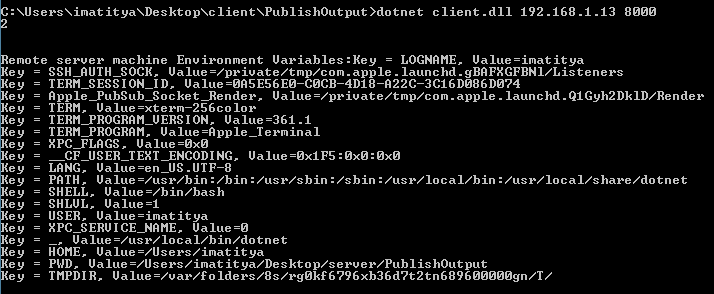 C:\Users\imatitya\Desktop\client\PublishOutput>dotnet client.dll 192.168.1.13 8000
2
Remote server machine Environment Variables:Key = LOGNAME, Value=imatitya
Key = SSH_AUTH_SOCK, Value=/private/tmp/com.apple.launchd.gBAFXGFBNl/Listeners
Key = TERM_SESSION_ID, Value=0A5E56E0-C0CB-4D18-A22C-3C16D086D074
Key = Apple_PubSub_Socket_Render, Value=/private/tmp/com.apple.launchd.Q1Gyh2DklD/Render
Key = TERM, Value=xterm-256color
Key = TERM_PROGRAM_VERSION, Value=361.1
Key = TERM_PROGRAM, Value=Apple_Terminal
Key = XPC_FLAGS, Value=0x0
Key = __CF_USER_TEXT_ENCODING, Value=0x1F5:0x0:0x0
Key = LANG, Value=en_US.UTF-8
Key = PATH, Value=/usr/bin:/bin:/usr/sbin:/sbin:/usr/local/bin:/usr/local/share/dotnet
Key = SHELL, Value=/bin/bash
Key = SHLVL, Value=1
Key = USER, Value=imatitya
Key = XPC_SERVICE_NAME, Value=0
Key = _, Value=/usr/local/bin/dotnet
Key = HOME, Value=/Users/imatitya
Key = PWD, Value=/Users/imatitya/Desktop/server/PublishOutput
Key = TMPDIR, Value=/var/folders/8s/rg0kf6796xb36d7t2tn689600000gn/T/